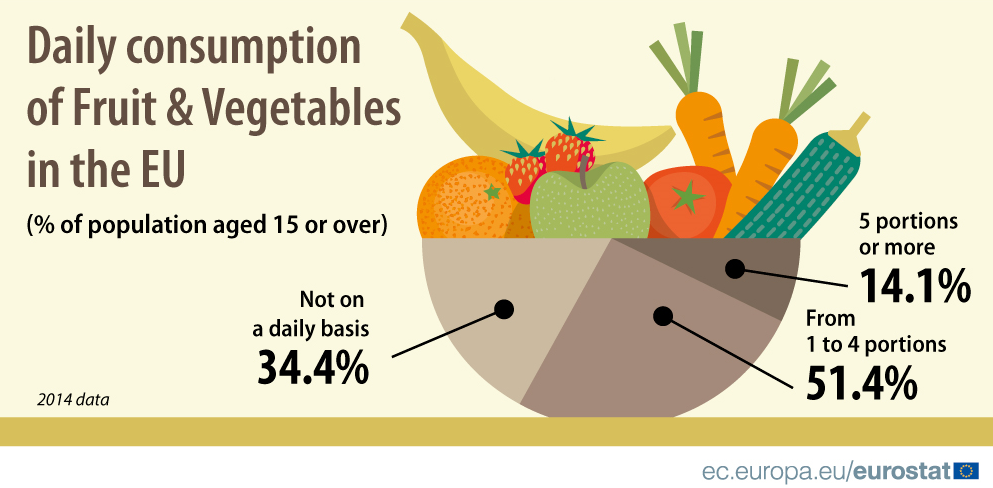 Daily consumption
of Fruit & Vegetables
in the EU
(% of population aged 15 or over)
5 portions
or more
14.1%
Not on
a daily basis
34.4%
From
1 to 4 portions
51.4%
2014 data
ec.europa.eu/eurostat